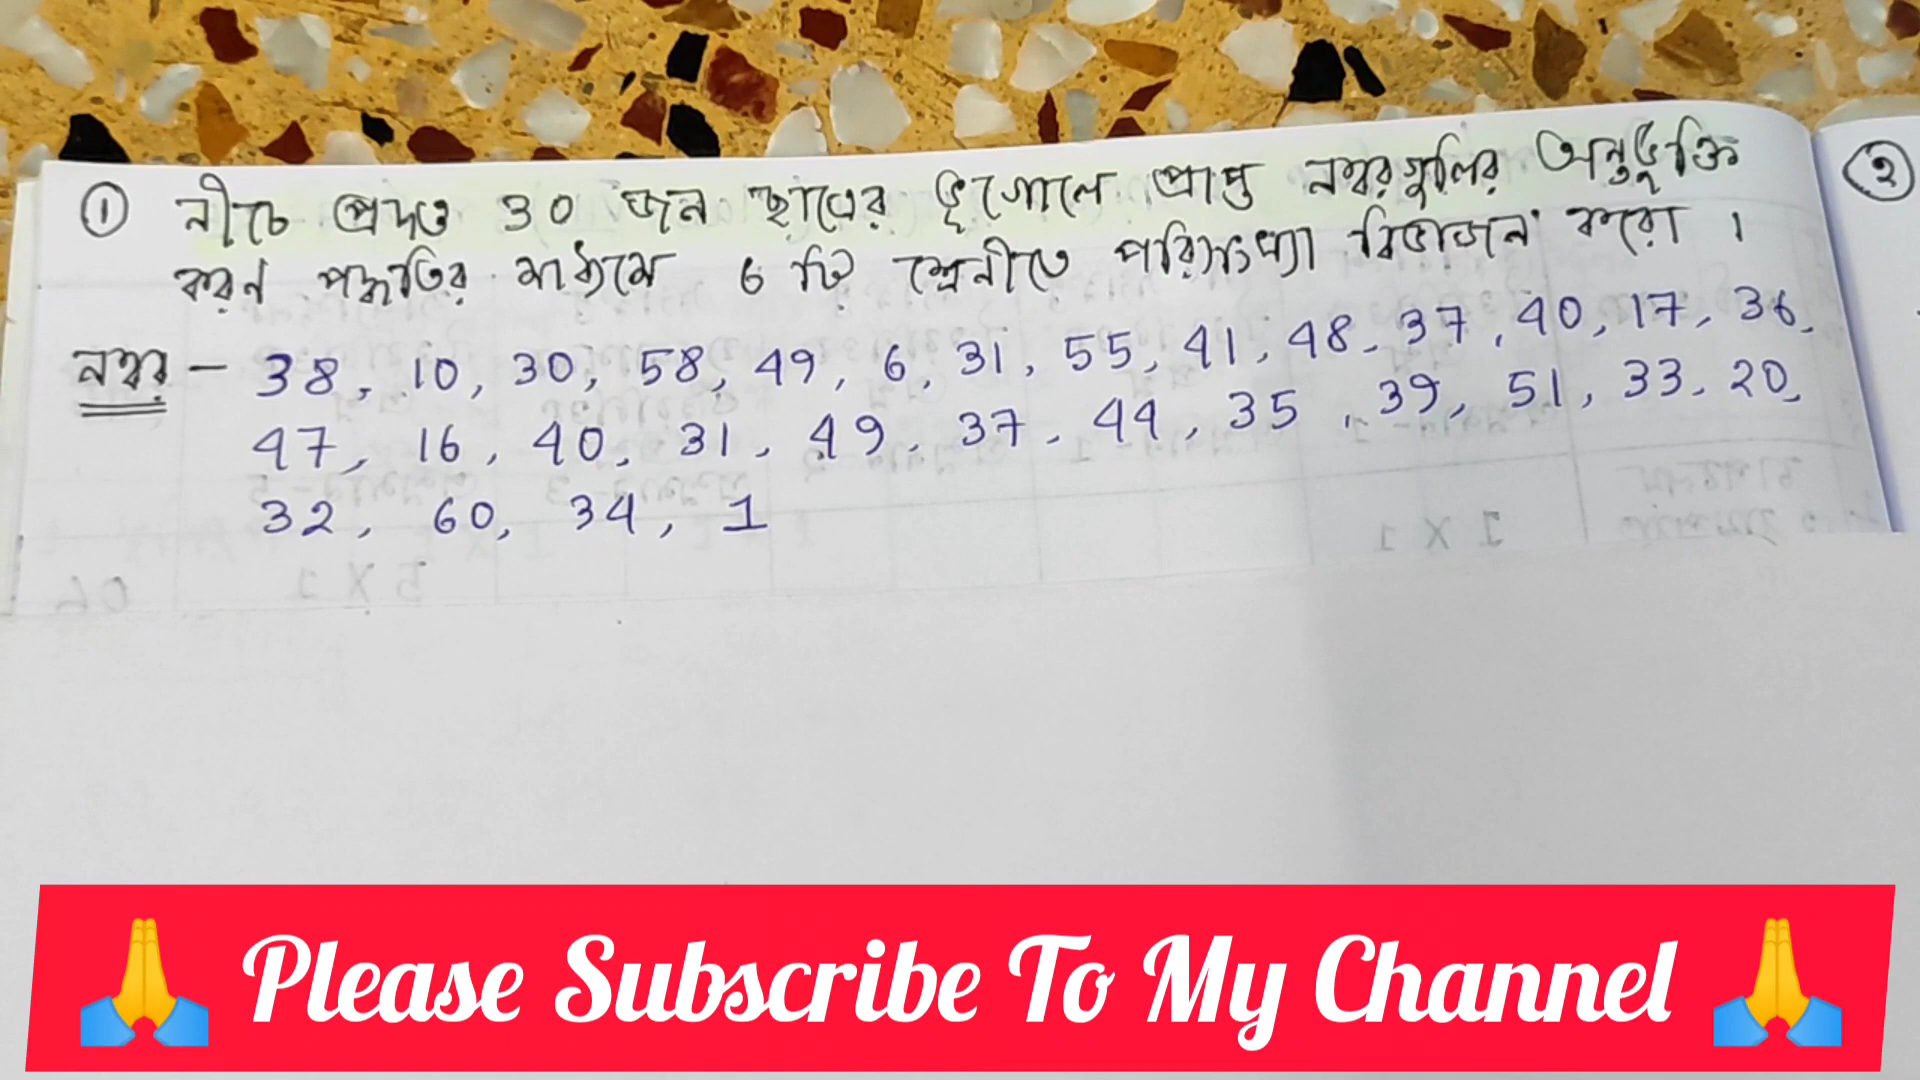 ① নীচে প্রদত্ত 30 জন ছাত্রের ভূগোলে প্রাপ্ত নম্বরগুলির অন্তর্ভূক্তি
করণ পদ্ধতির মাধ্যমে 6 টি শ্রেনীতে পরিসংখ্যা বিভাজন করো ।
নম্বর - 38, 10, 30, 58, 49, 6, 31, 55, 41, 48, 37, 40, 17, 36,
47, 16, 40, 31, 49, 37, 44, 35, 39, 51, 33, 20,
32, 60, 34, 1
২
🙏 Please Subscribe To My Channel 🙏